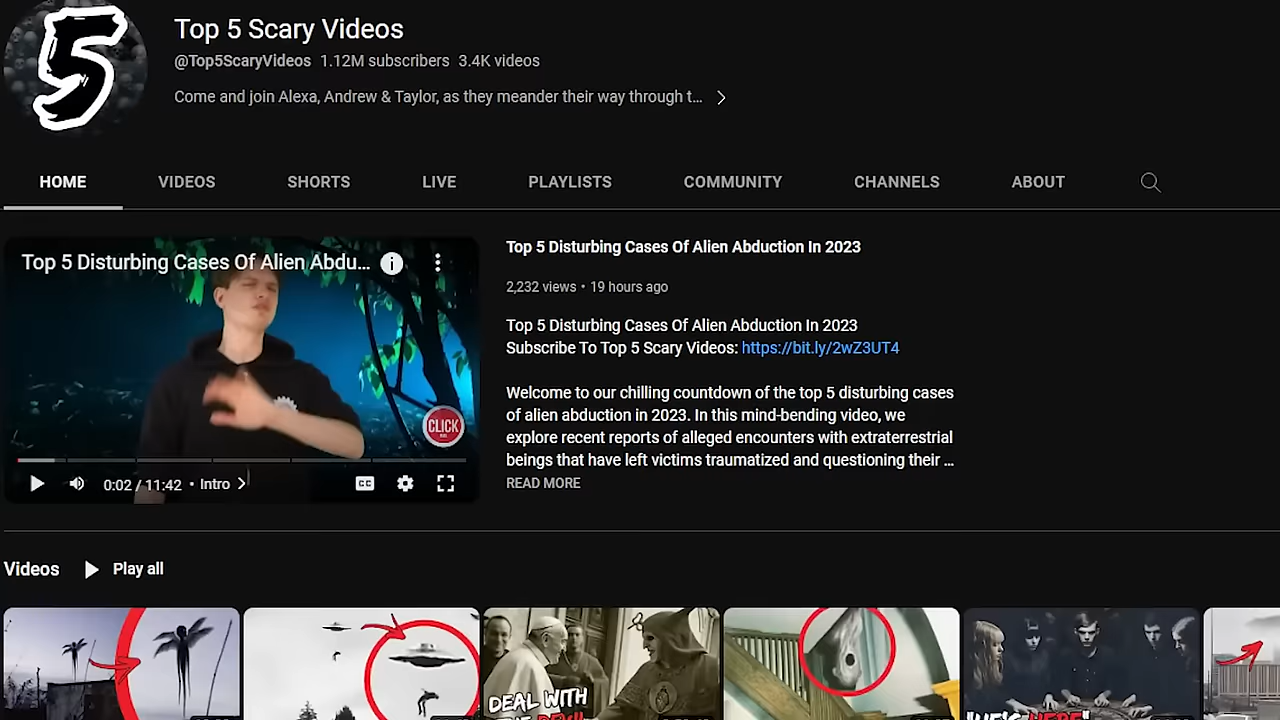 5
Top 5 Scary Videos
@Top5ScaryVideos 1.12M subscribers 3.4K videos
Come and join Alexa, Andrew & Taylor, as they meander their way through t...
HOME VIDEOS SHORTS LIVE PLAYLISTS COMMUNITY CHANNELS ABOUT
Top 5 Disturbing Cases Of Alien Abdu...
CLICK
0:02 / 11:42 • Intro
CC
Top 5 Disturbing Cases Of Alien Abduction In 2023
2,232 views • 19 hours ago
Top 5 Disturbing Cases Of Alien Abduction In 2023
Subscribe To Top 5 Scary Videos: https://bit.ly/2wZ3UT4
Welcome to our chilling countdown of the top 5 disturbing cases
of alien abduction in 2023. In this mind-bending video, we
explore recent reports of alleged encounters with extraterrestrial
beings that have left victims traumatized and questioning their ...
READ MORE
Videos Play all
DEAL WITH
"HE'S HERE"